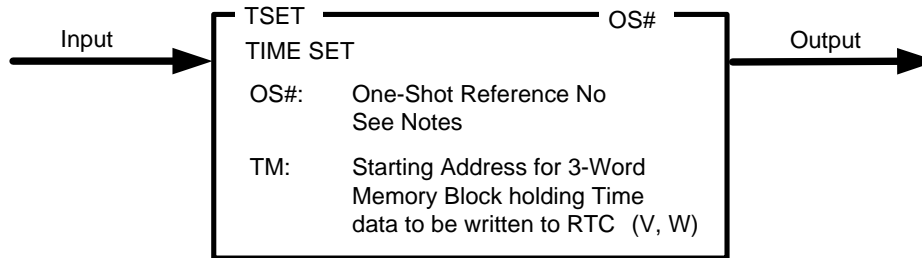 TSET OS#
Input
TIME SET
Output
OS#: One-Shot Reference No
See Notes
TM: Starting Address for 3-Word
Memory Block holding Time
data to be written to RTC (V, W)